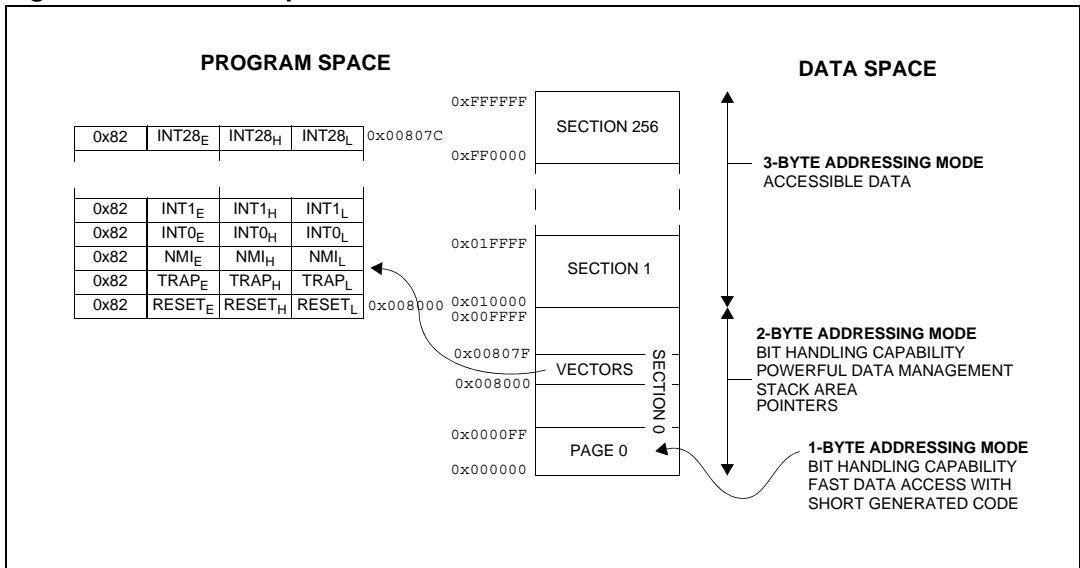 PROGRAM SPACE
DATA SPACE
0x82 INT28E INT28H INT28L 0x00807C
0x82 INT1E INT1H INT1L
0x82 INT0E INT0H INT0L
0x82 NMIE NMIH NMIL
0x82 TRAPE TRAPH TRAPL
0x82 RESETE RESETH RESETL 0x008000
0xFFFFFF
SECTION 256
0xFF0000
0x01FFFF
SECTION 1
0x010000
0x00FFFF
0x00807F
VECTORS
0x008000
SECTION 0
0x0000FF
PAGE 0
0x000000
3-BYTE ADDRESSING MODE
ACCESSIBLE DATA
2-BYTE ADDRESSING MODE
BIT HANDLING CAPABILITY
POWERFUL DATA MANAGEMENT
STACK AREA
POINTERS
1-BYTE ADDRESSING MODE
BIT HANDLING CAPABILITY
FAST DATA ACCESS WITH
SHORT GENERATED CODE